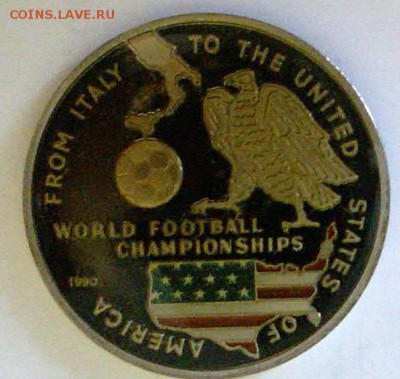 COINS.LAVE.RU
FROM ITALY TO THE UNITED STATES OF AMERICA
WORLD FOOTBALL
CHAMPIONSHIPS
1990